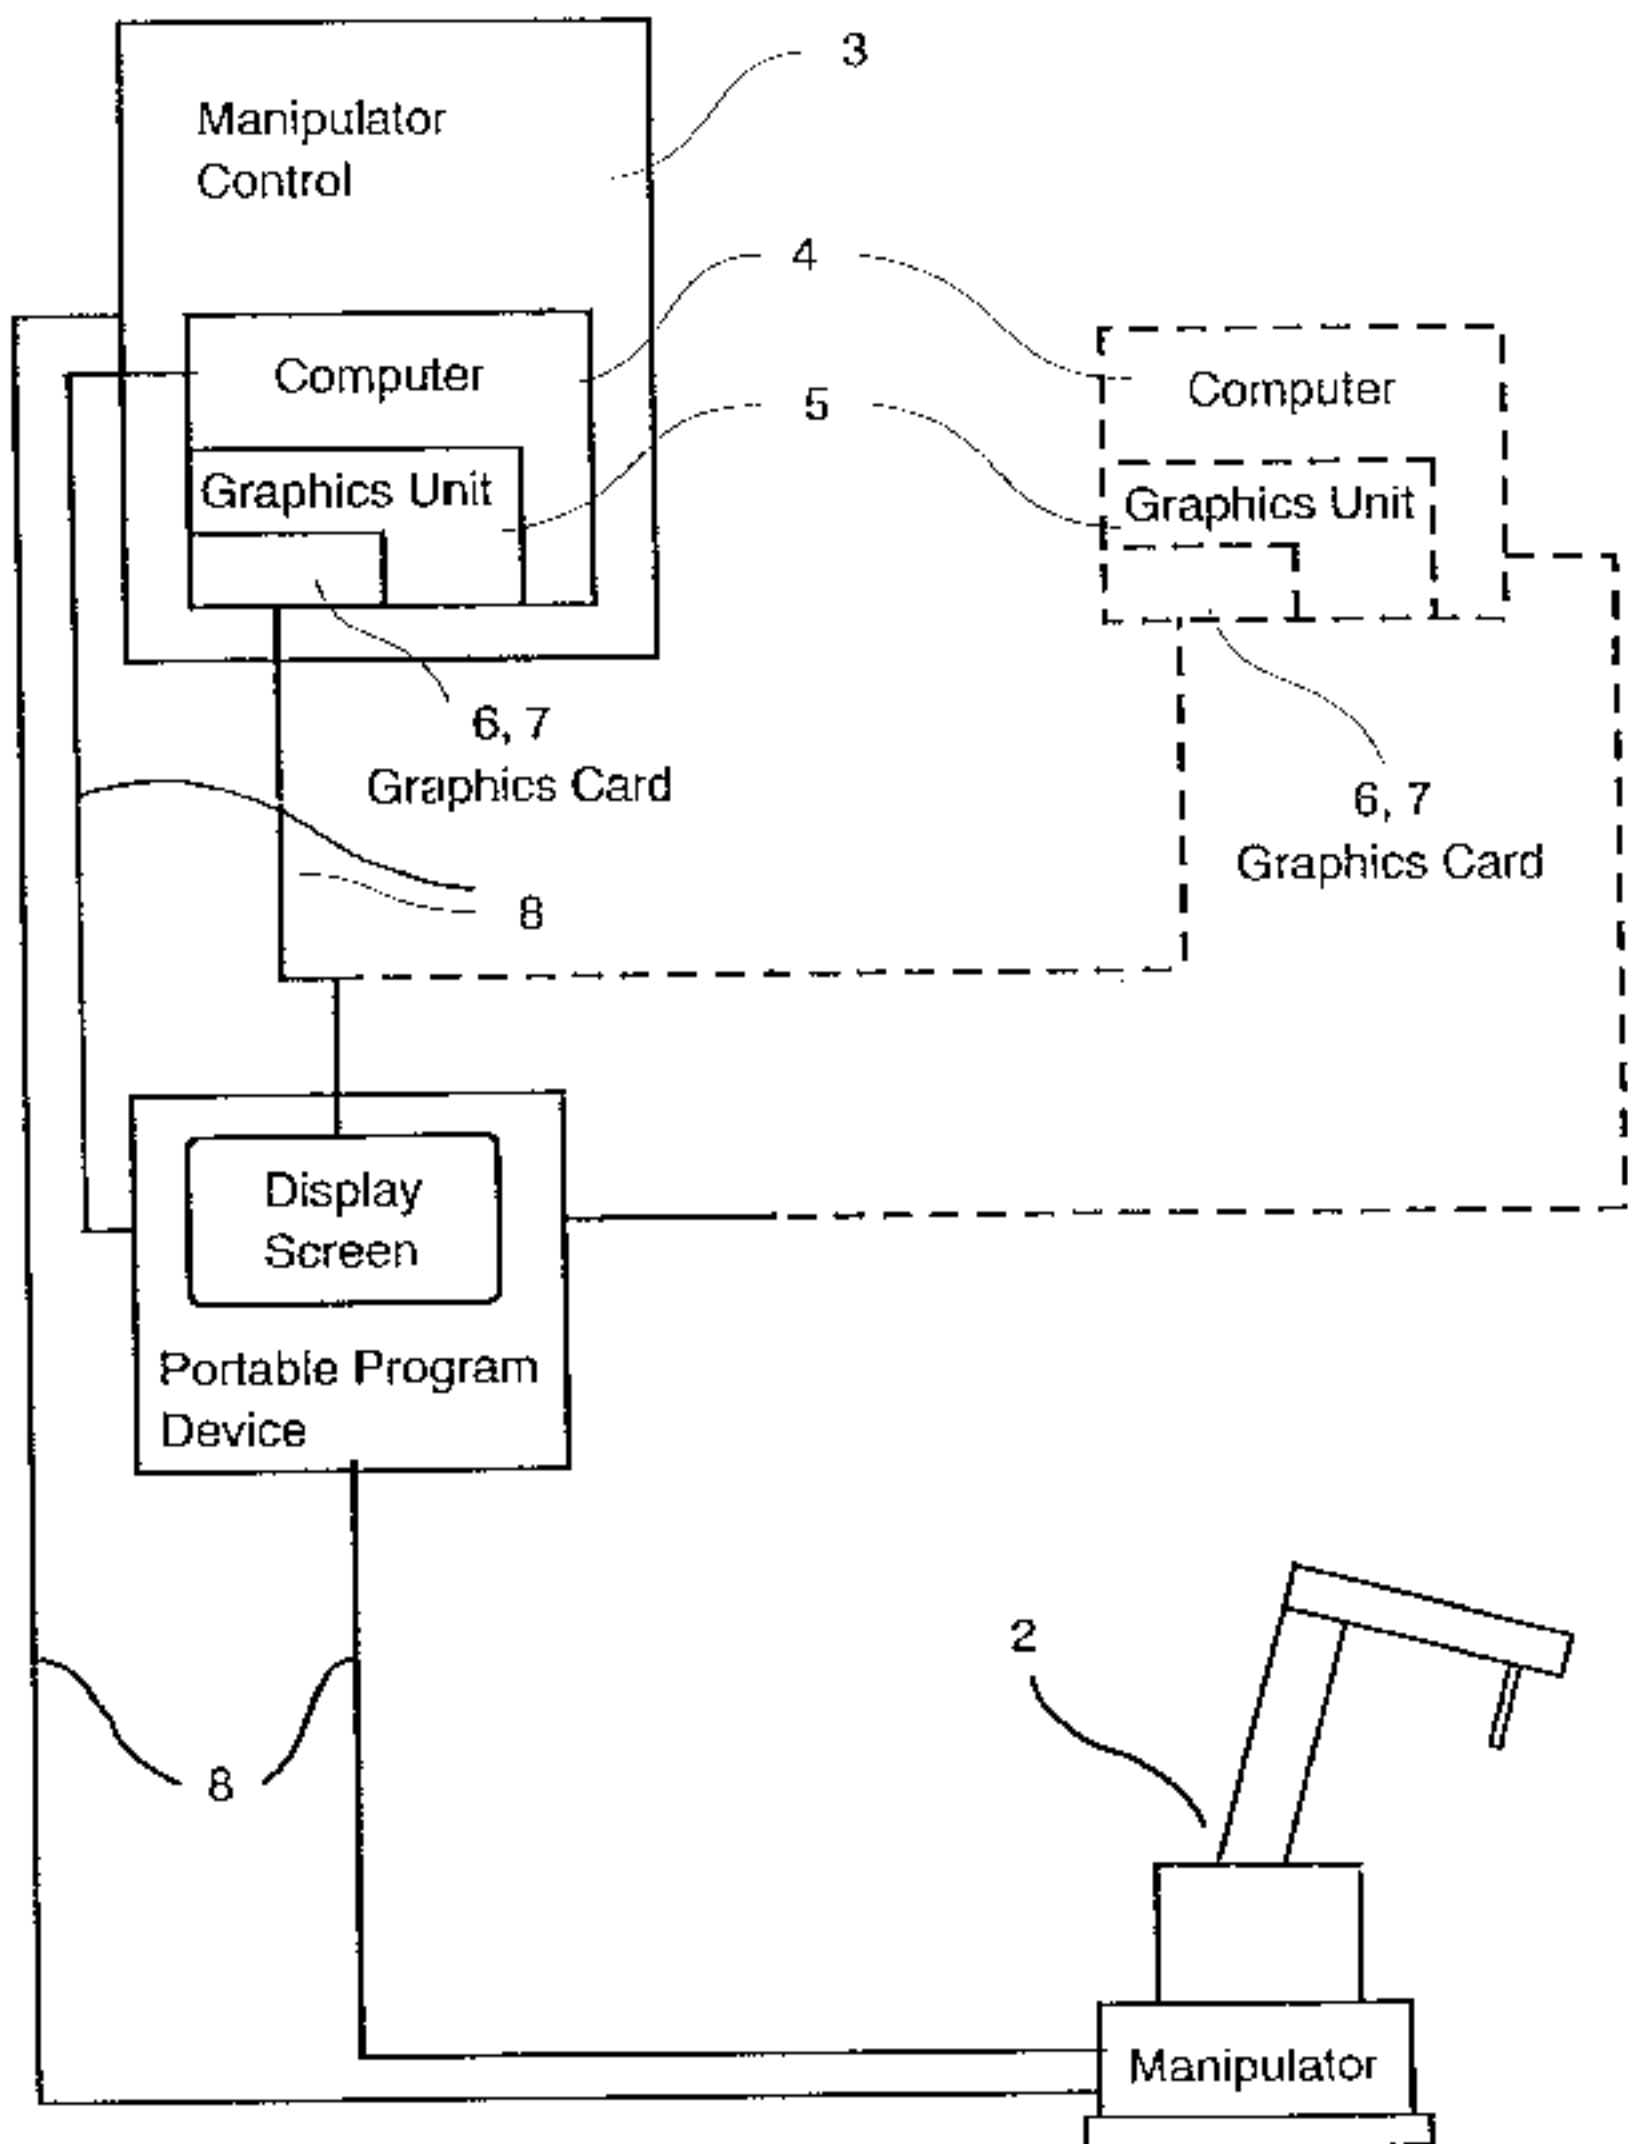 3
Manipulator
Control
4
Computer
Computer
5
Graphics Unit
Graphics Unit
6, 7
Graphics Card
6, 7
Graphics Card
8
Display
Screen
Portable Program
Device
2
8
Manipulator